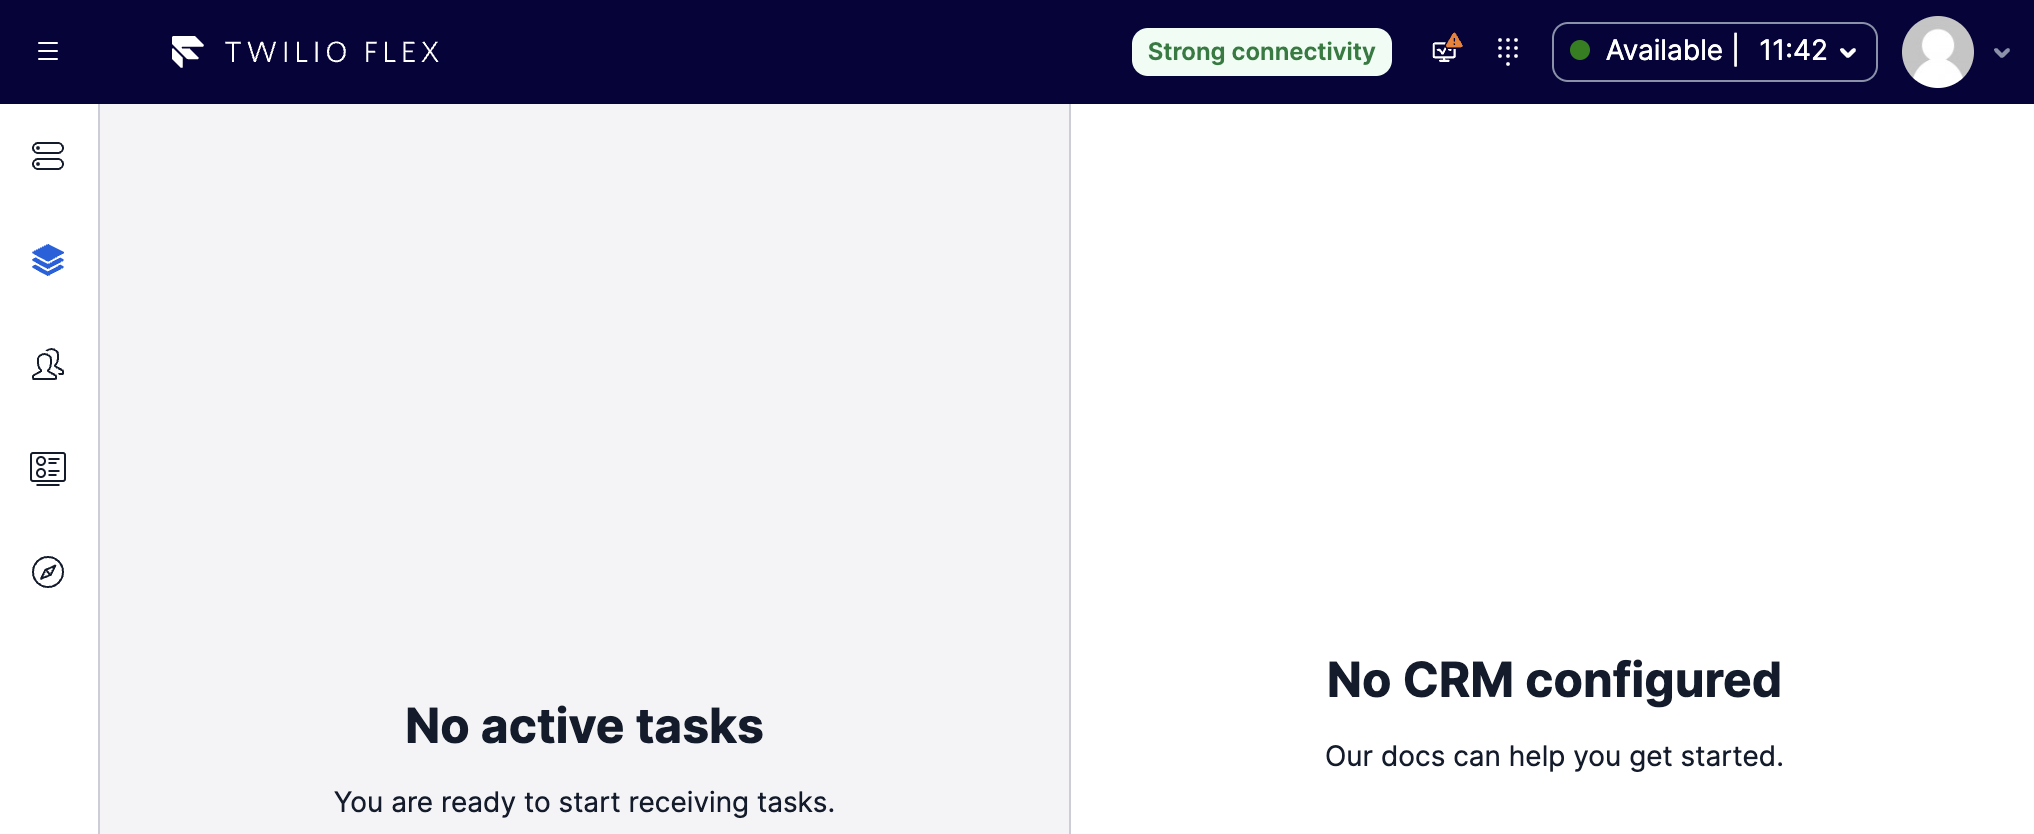 TWILIO FLEX
Strong connectivity
Available | 11:42
No active tasks
You are ready to start receiving tasks.
No CRM configured
Our docs can help you get started.